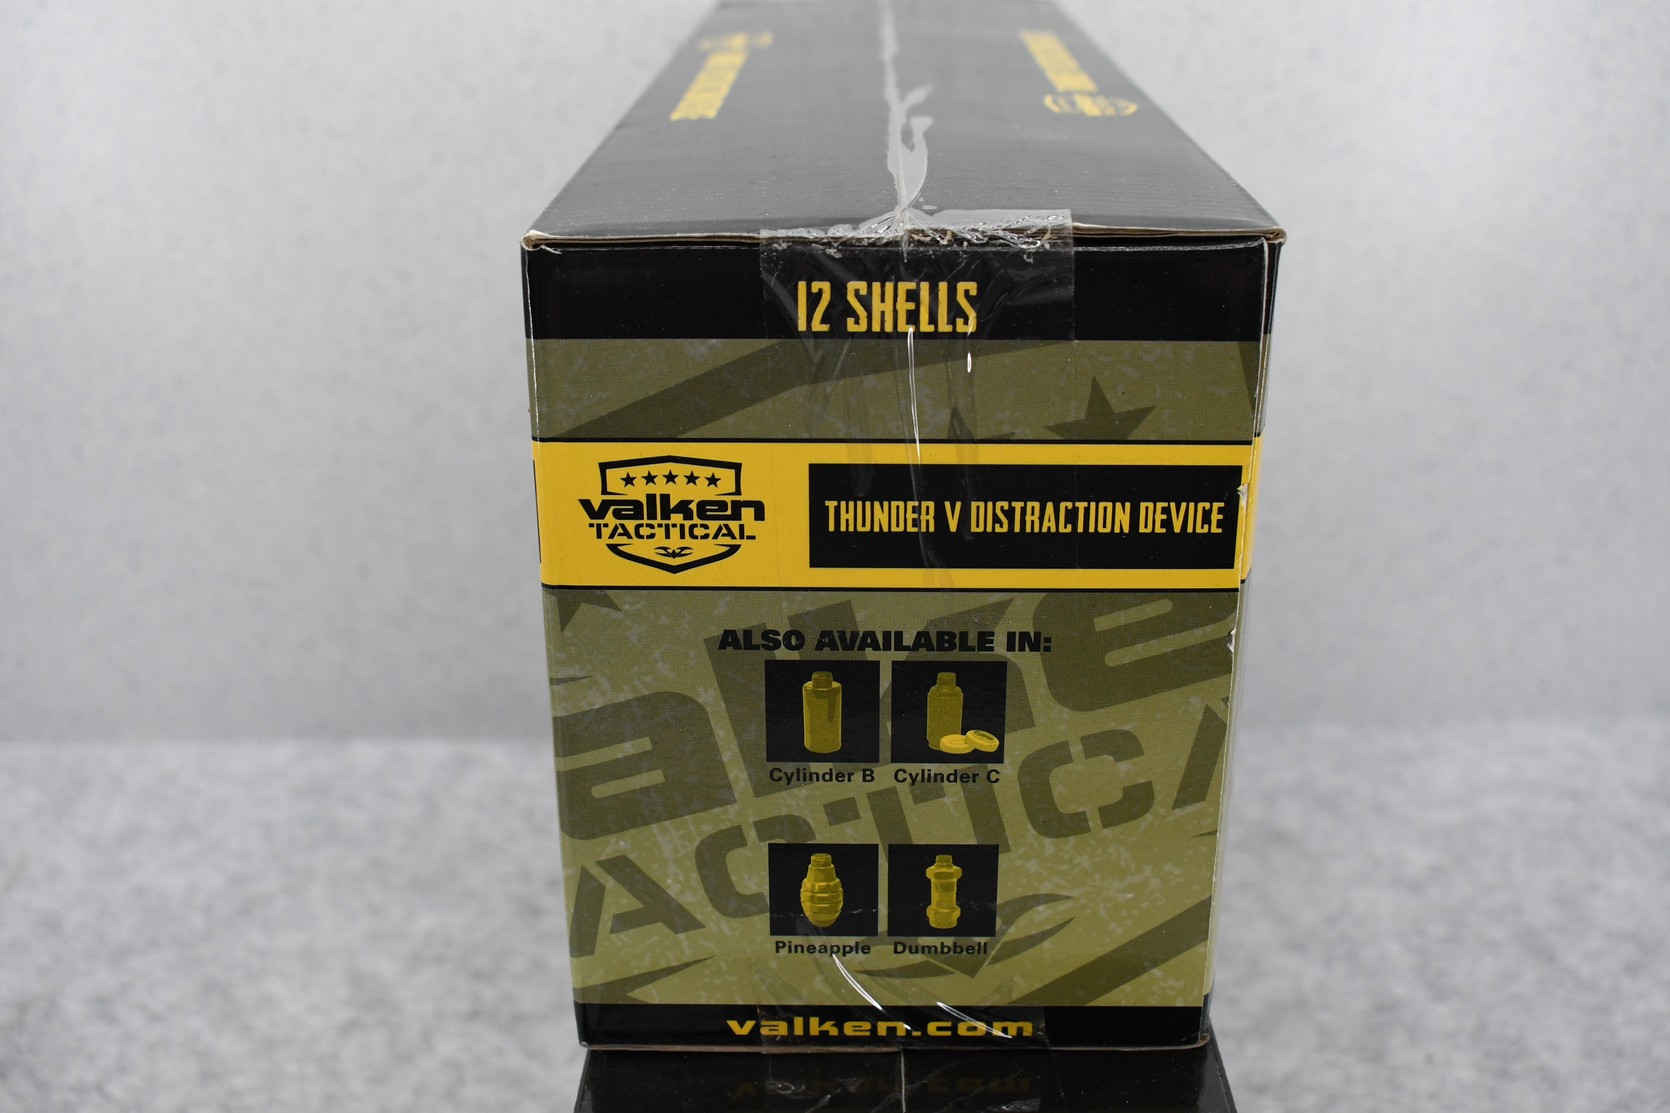 12 SHELLS
valken
TACTICAL
THUNDER V DISTRACTION DEVICE
ALSO AVAILABLE IN:
Cylinder B Cylinder C
Pineapple Dumbbell
valken.com